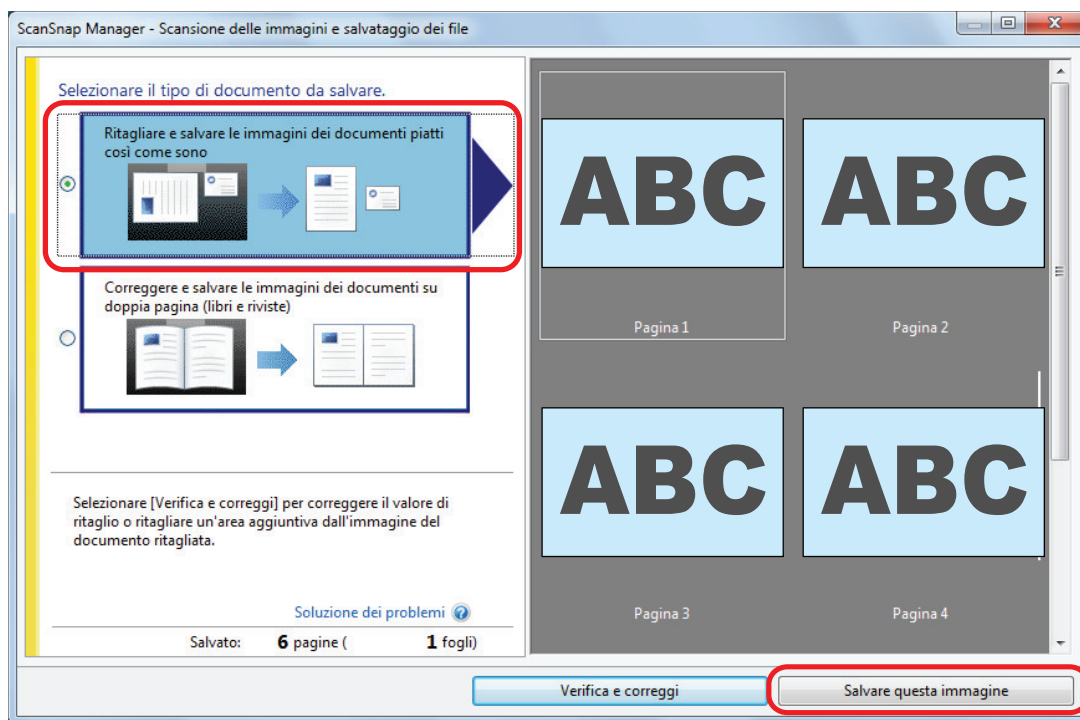 ScanSnap Manager - Scansione delle immagini e salvataggio dei file
Selezionare il tipo di documento da salvare.
Ritagliare e salvare le immagini dei documenti piatti
così come sono
Correggere e salvare le immagini dei documenti su
doppia pagina (libri e riviste)
Selezionare [Verifica e correggi] per correggere il valore di
ritaglio o ritagliare un'area aggiuntiva dall'immagine del
documento ritagliata.
Soluzione dei problemi
Salvato: 6 pagine ( 1 fogli)
ABC
Pagina 1
ABC
Pagina 2
ABC
Pagina 3
ABC
Pagina 4
Verifica e correggi
Salvare questa immagine